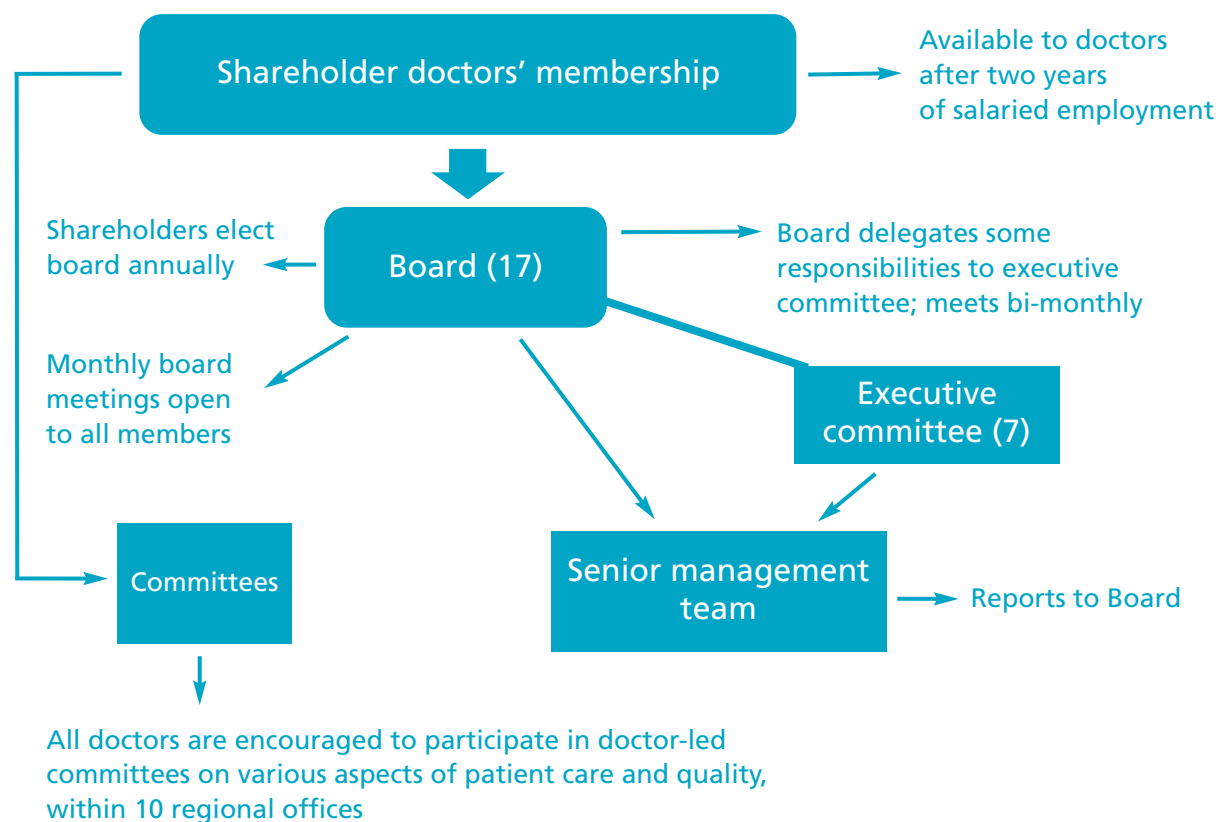 Shareholder doctors’ membership
Available to doctors
after two years
of salaried employment
Shareholders elect
board annually
Board (17)
Board delegates some
responsibilities to executive
committee; meets bi-monthly
Monthly board
meetings open
to all members
Executive
committee (7)
Committees
Senior management
team
Reports to Board
All doctors are encouraged to participate in doctor-led
committees on various aspects of patient care and quality,
within 10 regional offices